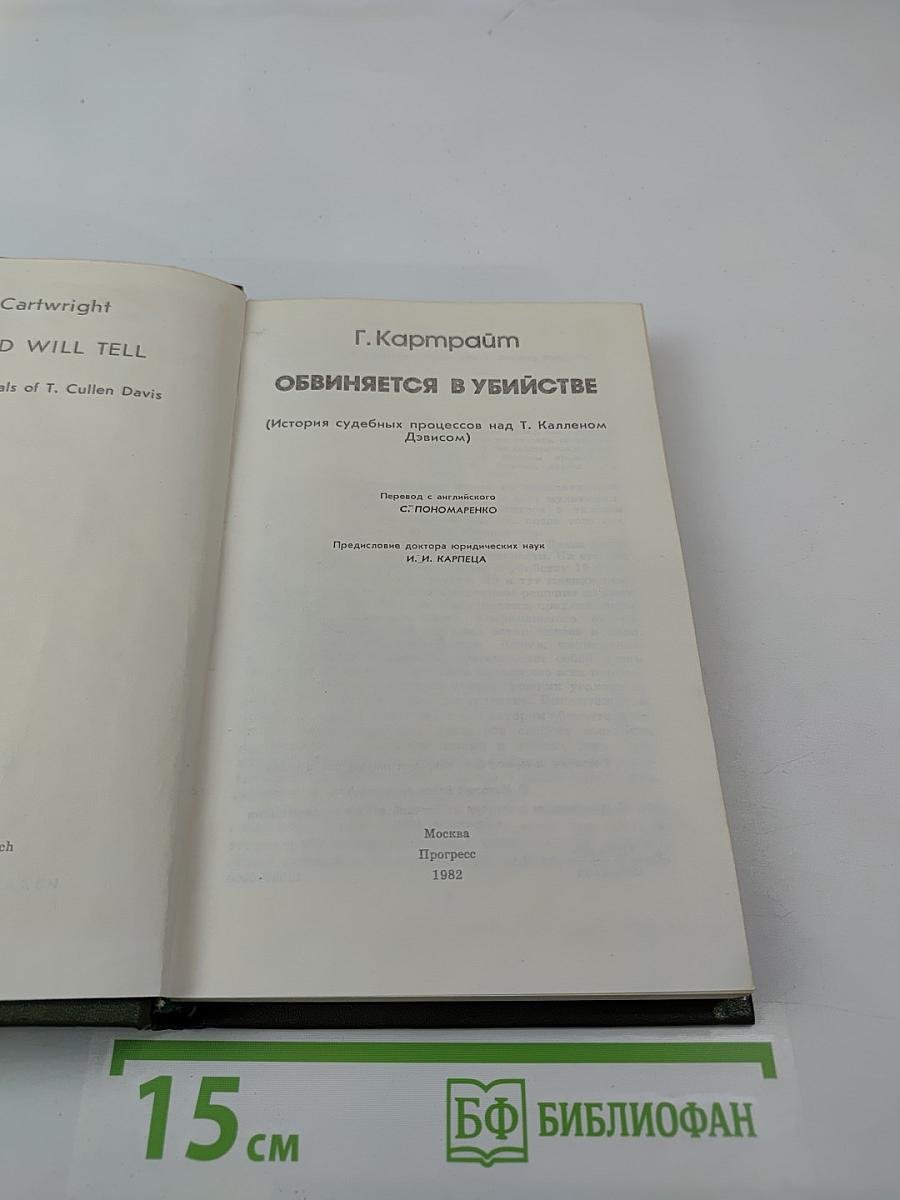 Cartwright
D WILL TELL
als of T. Cullen Davis
ch
Г. Картрайт
ОБВИНЯЕТСЯ В УБИЙСТВЕ
(История судебных процессов над Т. Калленом
Дэвисом)
Перевод с английского
С. ПОНОМАРЕНКО
Предисловие доктора юридических наук
И. И. КАРПЕЦА
Москва
Прогресс
1982
15 см
БФ БИБЛИОФАН